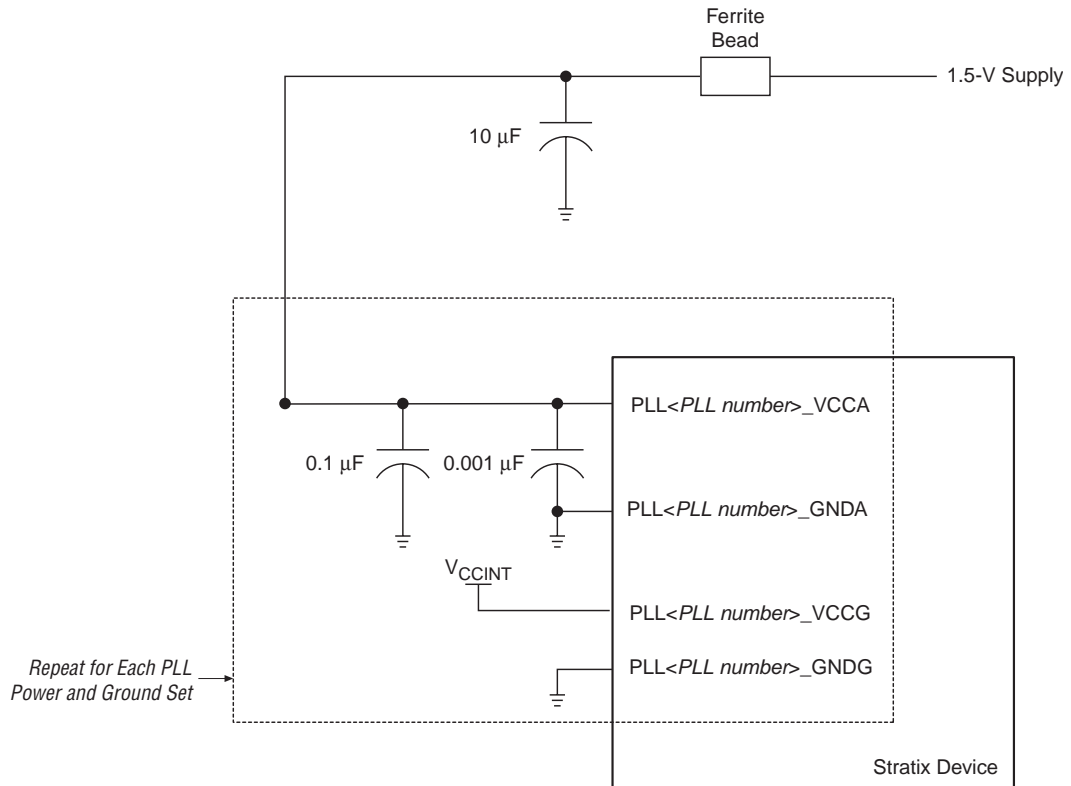 Ferrite
Bead
1.5-V Supply
10 μF
PLL<PLL number>_VCCA
0.1 μF
0.001 μF
PLL<PLL number>_GNDA
VCCINT
PLL<PLL number>_VCCG
Repeat for Each PLL
Power and Ground Set
PLL<PLL number>_GNDG
Stratix Device